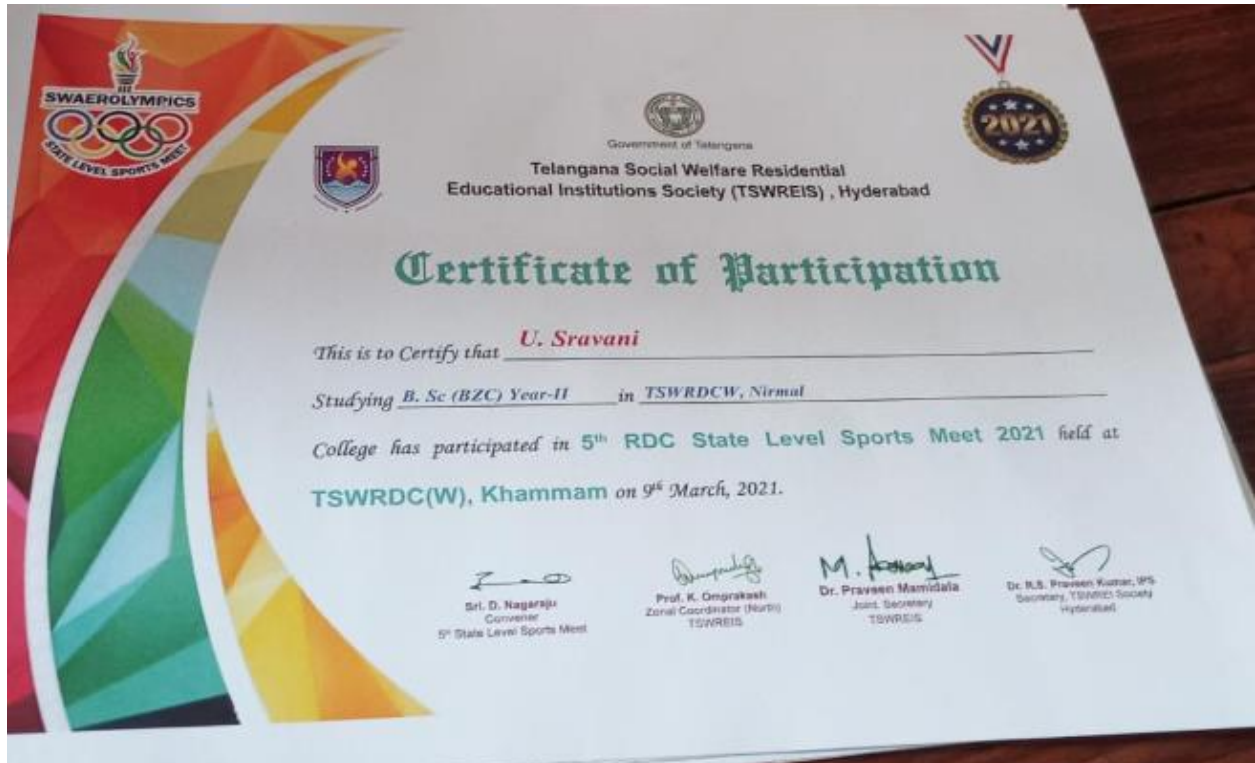 SWAEROLYMPICS
STATE LEVEL SPORTS MEET
2021
Government of Telangana
Telangana Social Welfare Residential
Educational Institutions Society (TSWREIS) , Hyderabad
Certificate of Participation
This is to Certify that U. Sravani
Studying B. Sc (BZC) Year-II in TSWRDCW, Nirmal
College has participated in 5th RDC State Level Sports Meet 2021 held at
TSWRDC(W), Khammam on 9th March, 2021.
Sri. D. Nagaraju
Convener
5th State Level Sports Meet
Prof. K. Omprakash
Zonal Coordinator (North)
TSWREIS
M.
Dr. Praveen Mamidala
Joint. Secretary
TSWREIS
Dr. R.S. Praveen Kumar, IPS
Secretary, TSWREI Society
Hyderabad